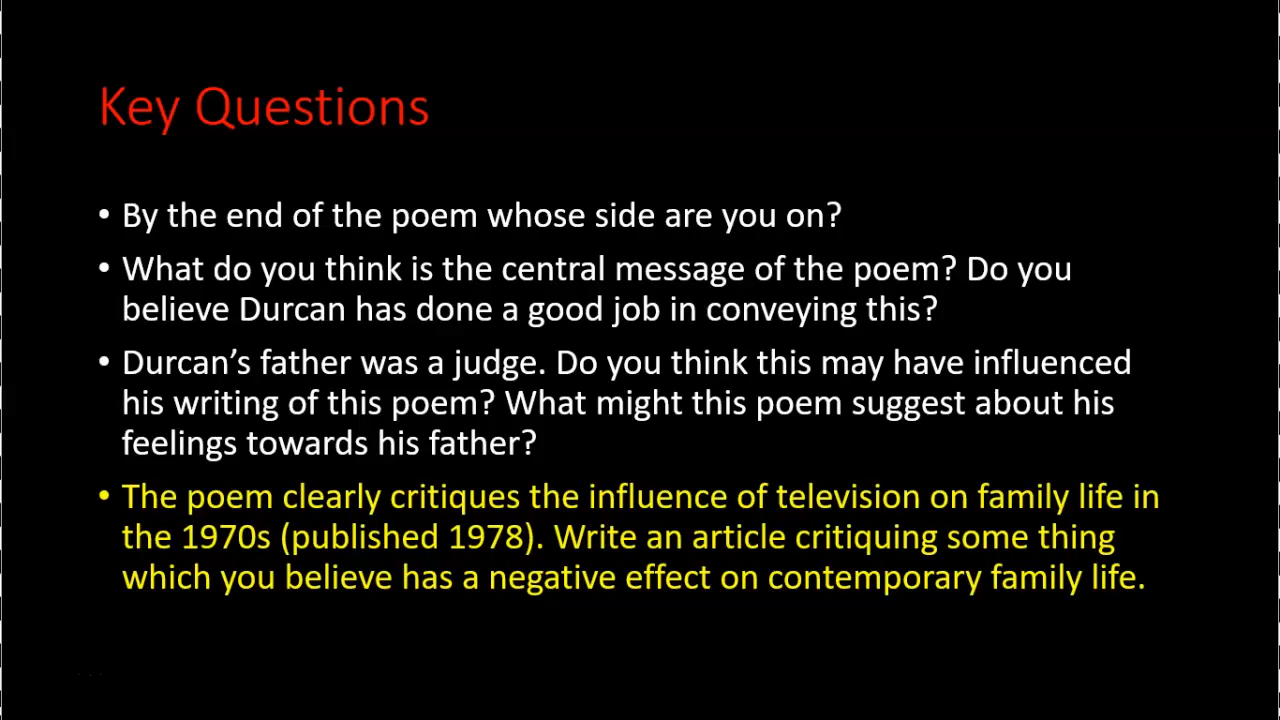 Key Questions
• By the end of the poem whose side are you on?
• What do you think is the central message of the poem? Do you
believe Durcan has done a good job in conveying this?
• Durcan’s father was a judge. Do you think this may have influenced
his writing of this poem? What might this poem suggest about his
feelings towards his father?
• The poem clearly critiques the influence of television on family life in
the 1970s (published 1978). Write an article critiquing some thing
which you believe has a negative effect on contemporary family life.